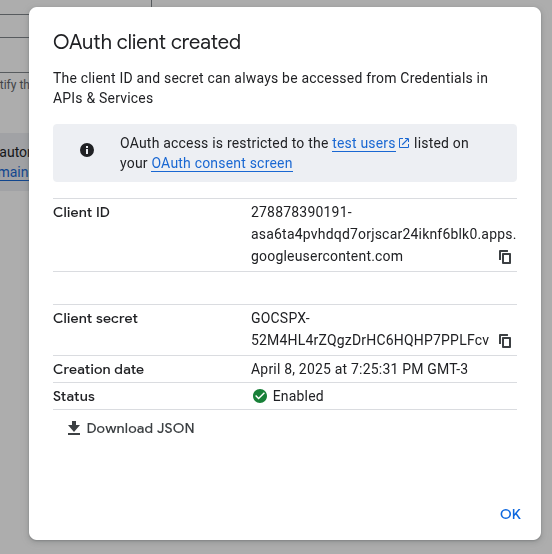 OAuth client created
The client ID and secret can always be accessed from Credentials in
APIs & Services
tify th
OAuth access is restricted to the test users listed on
your OAuth consent screen
auto
main
Client ID
278878390191-
asa6ta4pvhdqd7orjscar24iknf6blk0.apps.
googleusercontent.com
Client secret
GOCSPX-
52M4HL4rZQgzDrHC6HQHP7PPLFcv
Creation date
April 8, 2025 at 7:25:31 PM GMT-3
Status
Enabled
Download JSON
OK